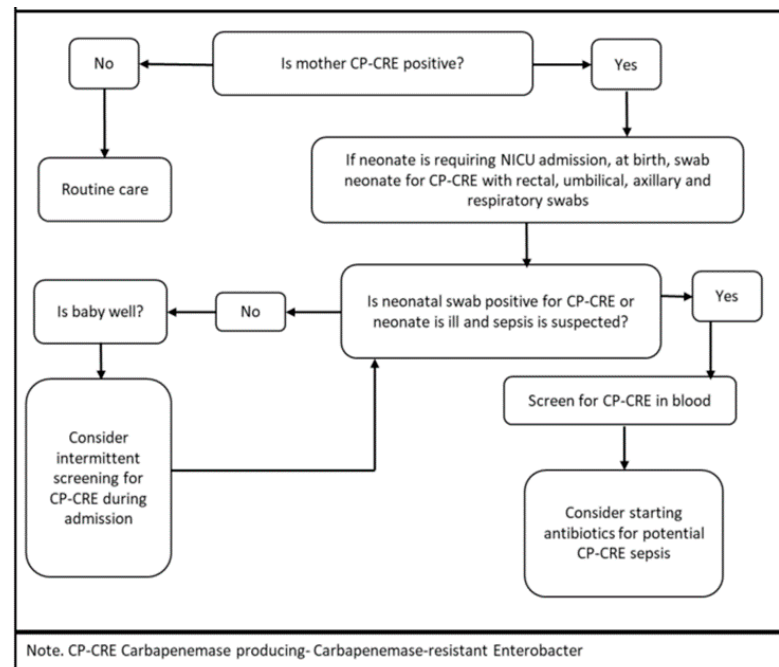 Is mother CP-CRE positive?
No
Yes
Routine care
If neonate is requiring NICU admission, at birth, swab
neonate for CP-CRE with rectal, umbilical, axillary and
respiratory swabs
Is neonatal swab positive for CP-CRE or
neonate is ill and sepsis is suspected?
Yes
No
Is baby well?
Consider
intermittent
screening for
CP-CRE during
admission
Screen for CP-CRE in blood
Consider starting
antibiotics for potential
CP-CRE sepsis
Note. CP-CRE Carbapenemase producing- Carbapenemase-resistant Enterobacter